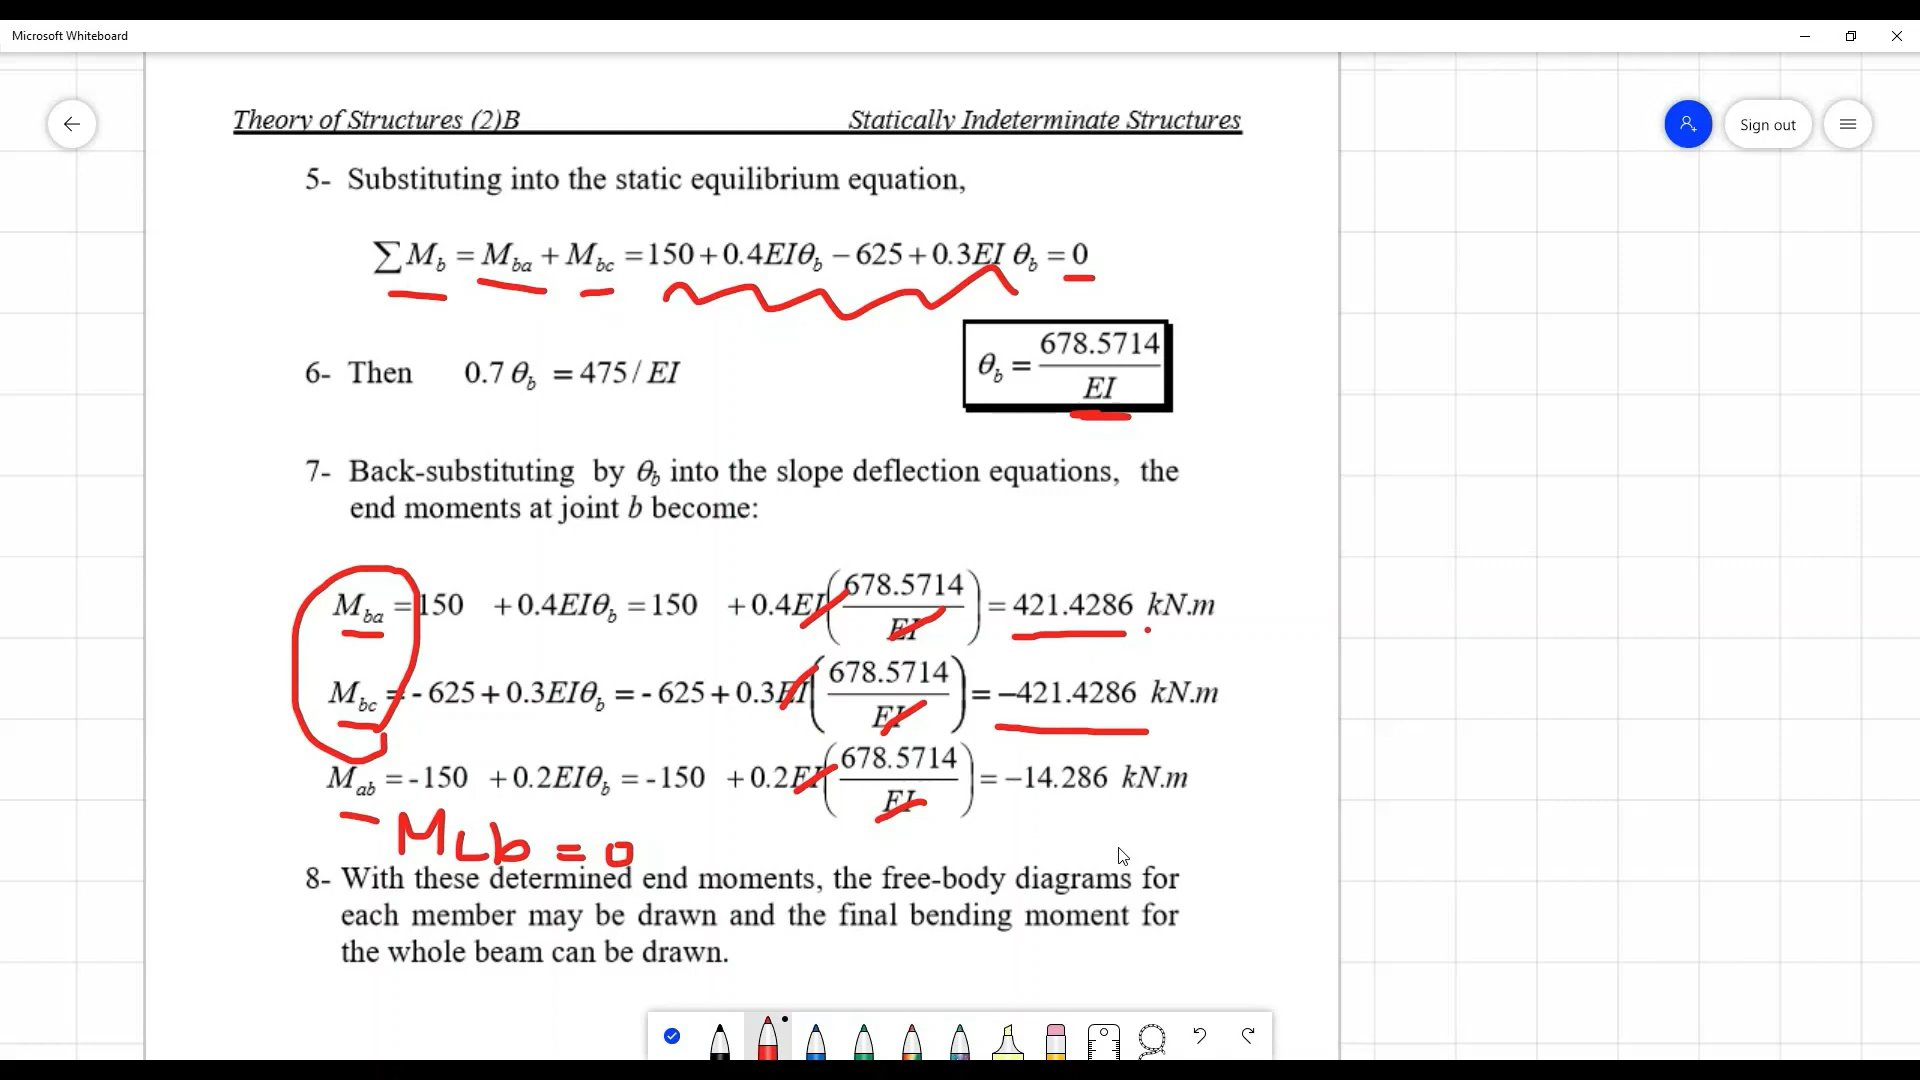 Microsoft Whiteboard
Sign out
Theory of Structures (2)B Statically Indeterminate Structures
5- Substituting into the static equilibrium equation,
∑M_b = M_ba + M_bc = 150 + 0.4EIθ_b − 625 + 0.3EI θ_b = 0
6- Then 0.7 θ_b = 475 / EI
θ_b = 678.5714 / EI
7- Back-substituting by θ_b into the slope deflection equations, the
end moments at joint b become:
M_ba = 150 + 0.4EIθ_b = 150 + 0.4EI(678.5714 / EI) = 421.4286 kN.m
M_bc = - 625 + 0.3EIθ_b = - 625 + 0.3EI(678.5714 / EI) = −421.4286 kN.m
M_ab = -150 + 0.2EIθ_b = -150 + 0.2EI(678.5714 / EI) = −14.286 kN.m
Mcb = 0
8- With these determined end moments, the free-body diagrams for
each member may be drawn and the final bending moment for
the whole beam can be drawn.